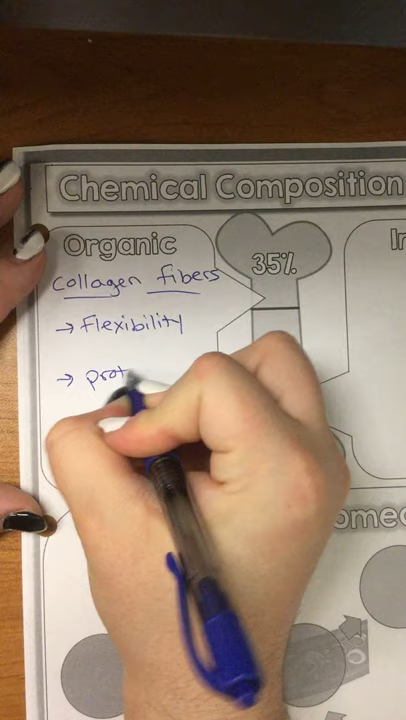 Chemical Composition
Organic
35%
Collagen fibers
→ Flexibility
→ prot